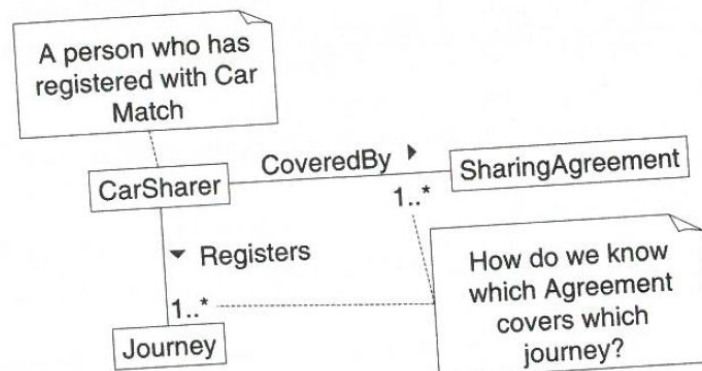 A person who has
registered with Car
Match
CoveredBy
CarSharer
SharingAgreement
1..*
Registers
How do we know
which Agreement
covers which
journey?
1..*
Journey